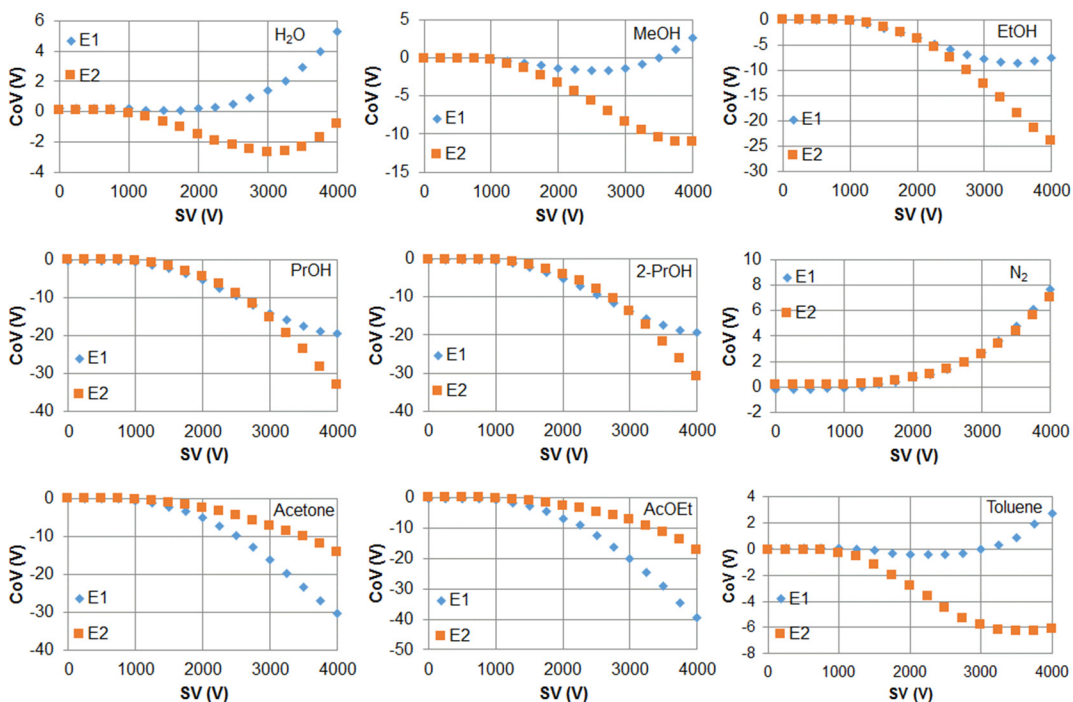 H₂O
CoV (V)
6
4
2
0
-2
-4
E1
E2
0 1000 2000 3000 4000
SV (V)
MeOH
CoV (V)
5
0
-5
-10
-15
E1
E2
0 1000 2000 3000 4000
SV (V)
EtOH
CoV (V)
0
-5
-10
-15
-20
-25
-30
E1
E2
0 1000 2000 3000 4000
SV (V)
PrOH
CoV (V)
0
-10
-20
-30
-40
E1
E2
0 1000 2000 3000 4000
SV (V)
2-PrOH
CoV (V)
0
-10
-20
-30
-40
E1
E2
0 1000 2000 3000 4000
SV (V)
N₂
CoV (V)
10
8
6
4
2
0
-2
E1
E2
0 1000 2000 3000 4000
SV (V)
Acetone
CoV (V)
0
-10
-20
-30
-40
E1
E2
0 1000 2000 3000 4000
SV (V)
AcOEt
CoV (V)
0
-10
-20
-30
-40
-50
E1
E2
0 1000 2000 3000 4000
SV (V)
Toluene
CoV (V)
4
2
0
-2
-4
-6
-8
E1
E2
0 1000 2000 3000 4000
SV (V)